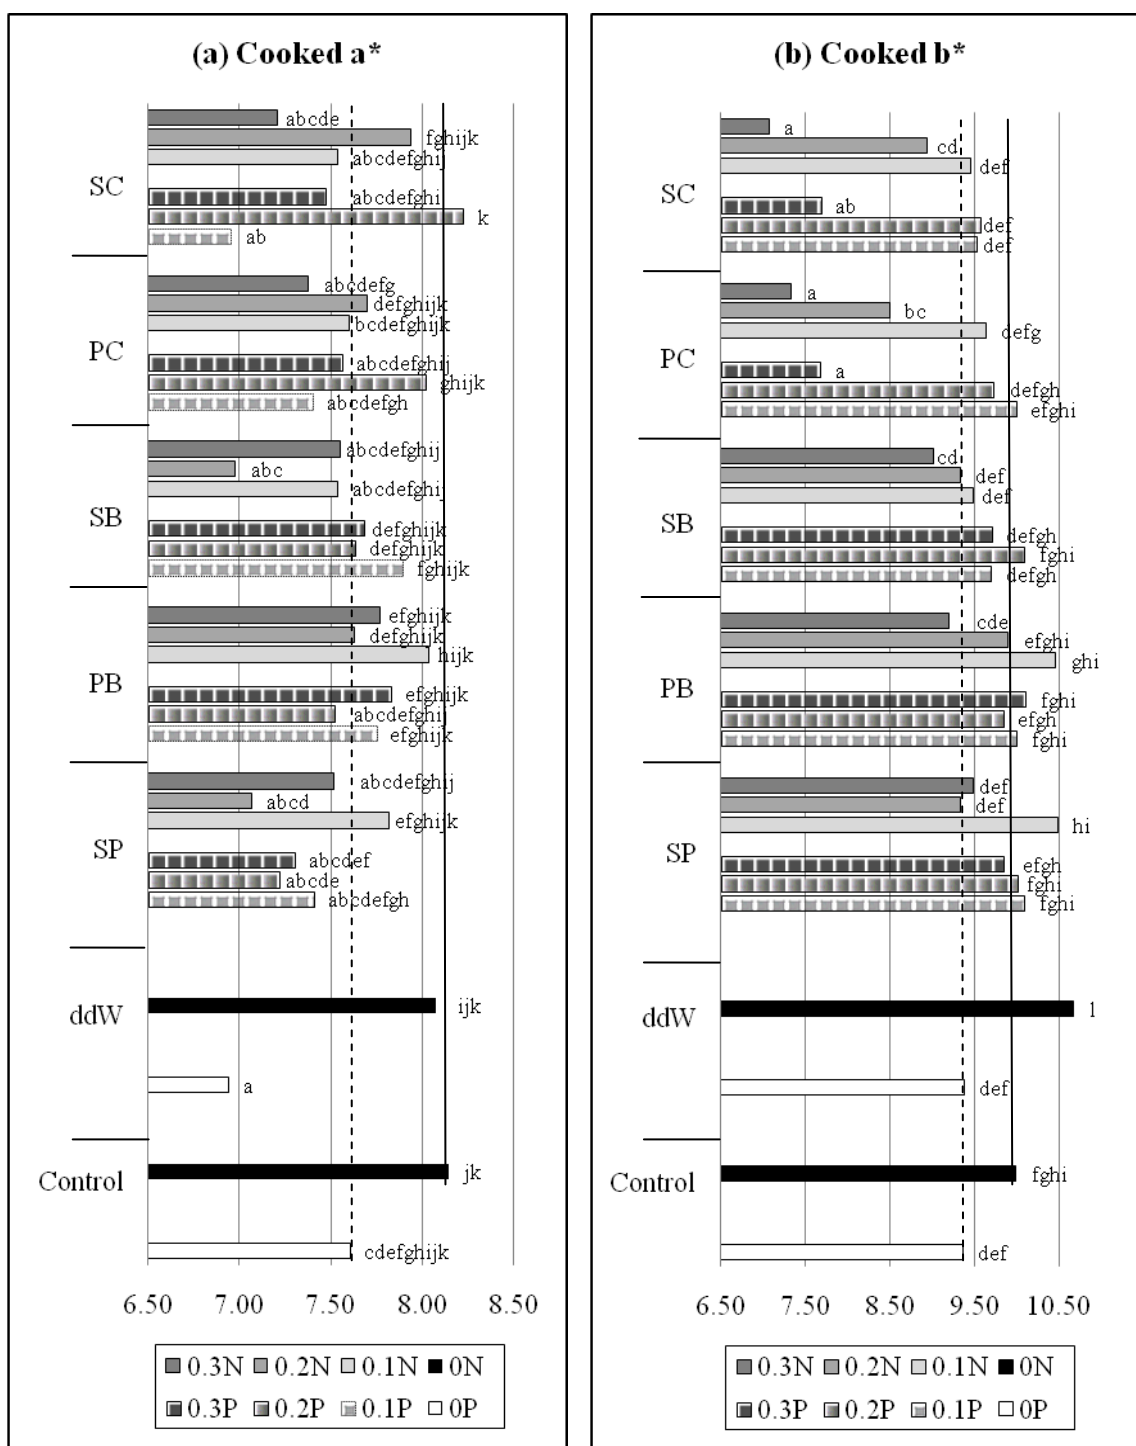 (a) Cooked a*
abcde
fghijk
abcdefghij
SC
abcdefghi
k
ab
abcdefg
defghijk
bcdefghijk
PC
abcdefghij
ghijk
abcdefgh
abcdefghij
abc
abcdefghij
SB
defghijk
defghijk
fghijk
efghijk
defghijk
hijk
PB
efghijk
abcdefghij
efghijk
abcdefghij
abcd
efghijk
SP
abcdef
abcde
abcdefgh
ddW
ijk
a
Control
jk
cdefghijk
6.50 7.00 7.50 8.00 8.50
0.3N 0.2N 0.1N 0N
0.3P 0.2P 0.1P 0P
(b) Cooked b*
a
cd
def
SC
ab
def
def
a
bc
defg
PC
a
defgh
efghi
cd
def
def
SB
defgh
fghi
defgh
cde
efghi
ghi
PB
fghi
efgh
fghi
def
def
hi
SP
efgh
fghi
fghi
ddW
l
def
Control
fghi
def
6.50 7.50 8.50 9.50 10.50
0.3N 0.2N 0.1N 0N
0.3P 0.2P 0.1P 0P